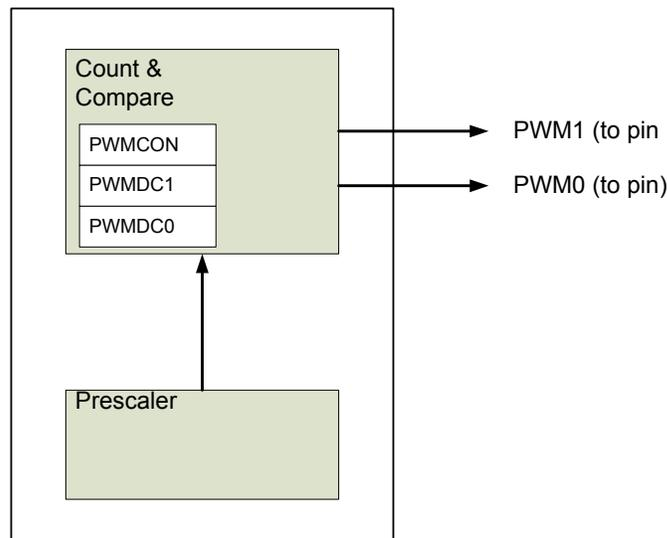 Count &
Compare
PWMCON
PWMDC1
PWMDC0
PWM1 (to pin
PWM0 (to pin)
Prescaler